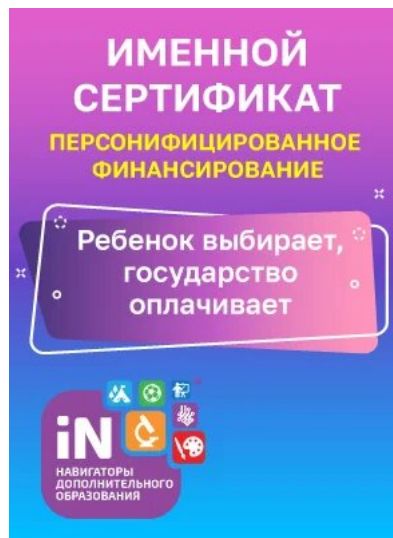 ИМЕННОЙ
СЕРТИФИКАТ
ПЕРСОНИФИЦИРОВАННОЕ
ФИНАНСИРОВАНИЕ
Ребенок выбирает,
государство
оплачивает
iN
НАВИГАТОРЫ
ДОПОЛНИТЕЛЬНОГО
ОБРАЗОВАНИЯ